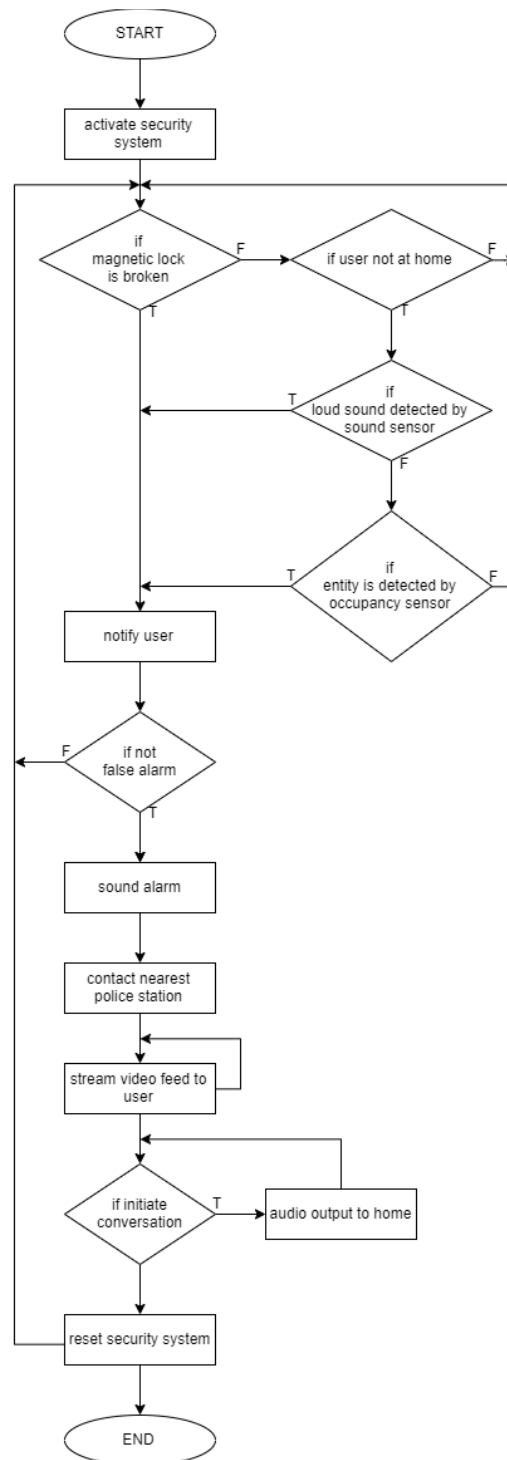 START
activate security
system
if
magnetic lock
is broken
F
T
if user not at home
F
T
if
loud sound detected by
sound sensor
T
F
if
entity is detected by
occupancy sensor
T
F
notify user
if not
false alarm
F
T
sound alarm
contact nearest
police station
stream video feed to
user
if initiate
conversation
T
audio output to home
reset security system
END